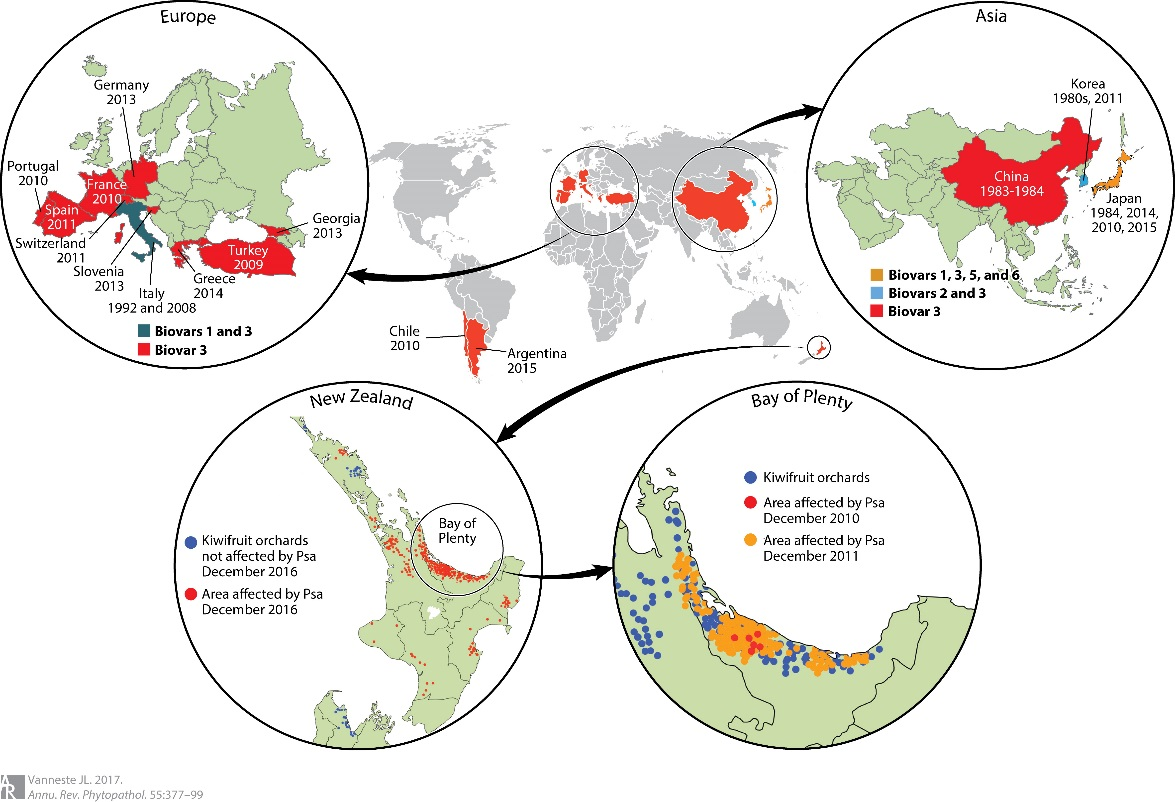 Europe
Germany
2013
Portugal
2010
France
2010
Spain
2011
Switzerland
2011
Slovenia
2013
Italy
1992 and 2008
Greece
2014
Turkey
2009
Georgia
2013
Biovars 1 and 3
Biovar 3
Chile
2010
Argentina
2015
Asia
Korea
1980s, 2011
China
1983-1984
Japan
1984, 2014,
2010, 2015
Biovars 1, 3, 5, and 6
Biovars 2 and 3
Biovar 3
New Zealand
Bay of
Plenty
Kiwifruit orchards
not affected by Psa
December 2016
Area affected by Psa
December 2016
Bay of Plenty
Kiwifruit orchards
Area affected by Psa
December 2010
Area affected by Psa
December 2011
AR
Vanneste JL. 2017.
Annu. Rev. Phytopathol. 55:377–99